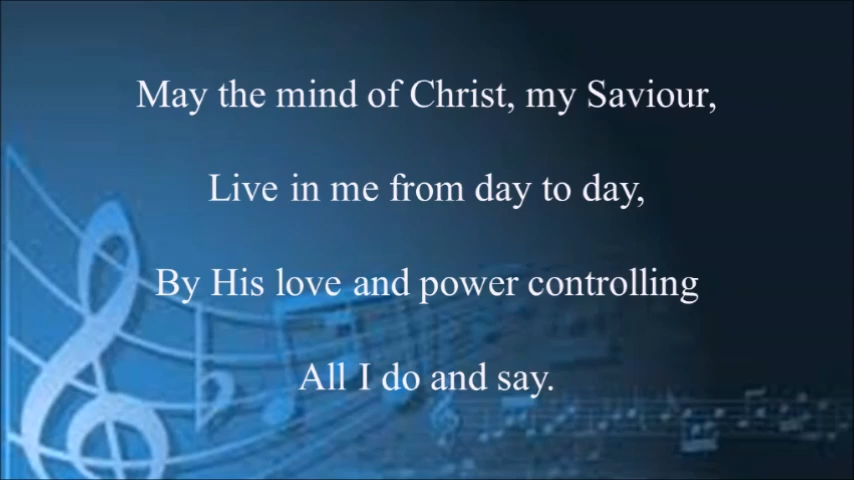 May the mind of Christ, my Saviour,
Live in me from day to day,
By His love and power controlling
All I do and say.